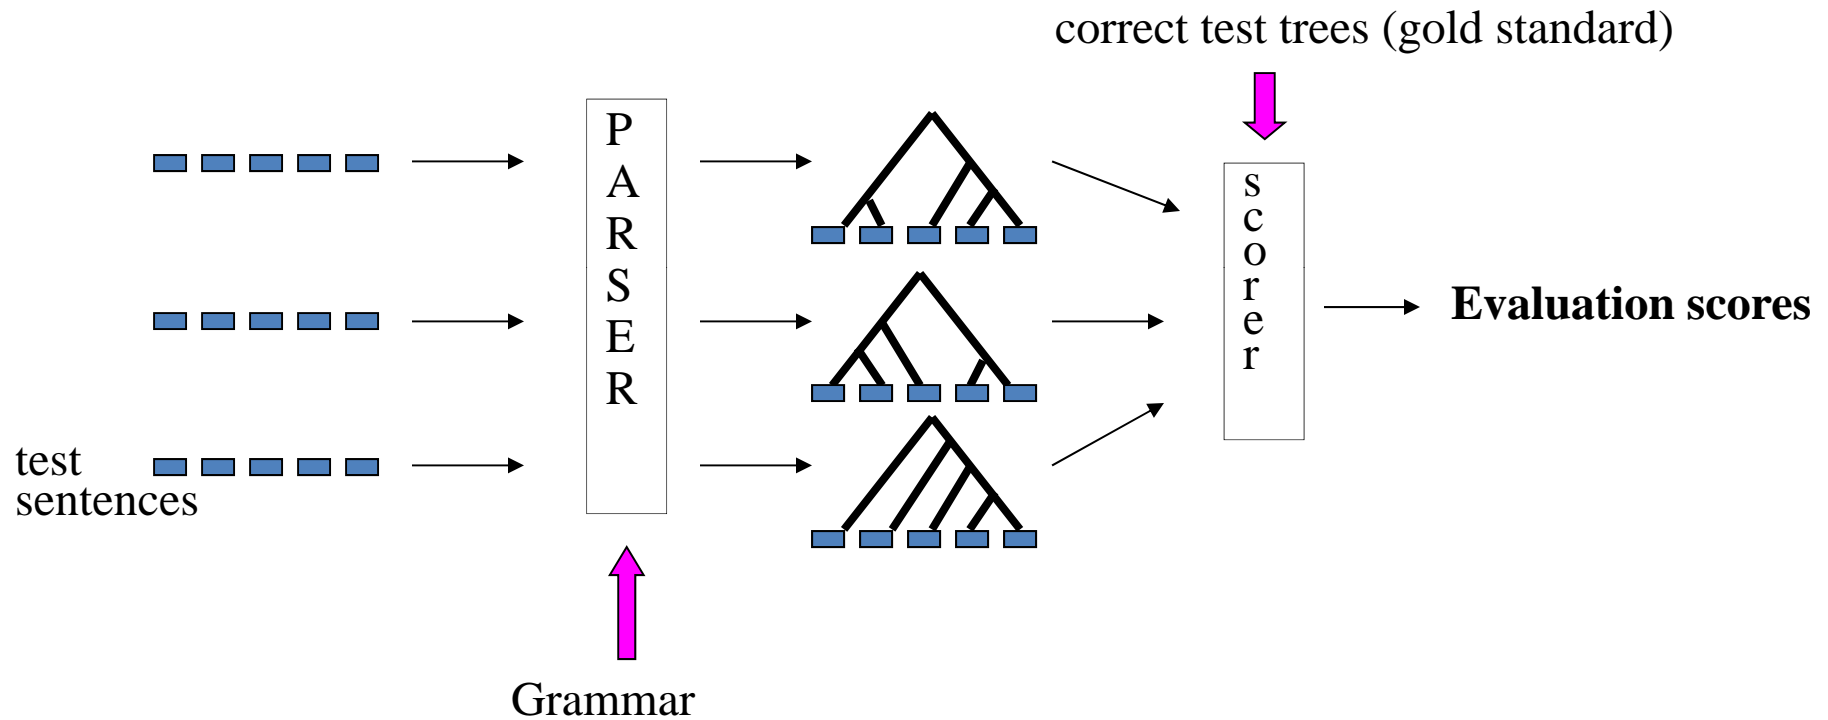 correct test trees (gold standard)
P
A
R
S
E
R
s
c
o
r
e
r
Evaluation scores
test
sentences
Grammar